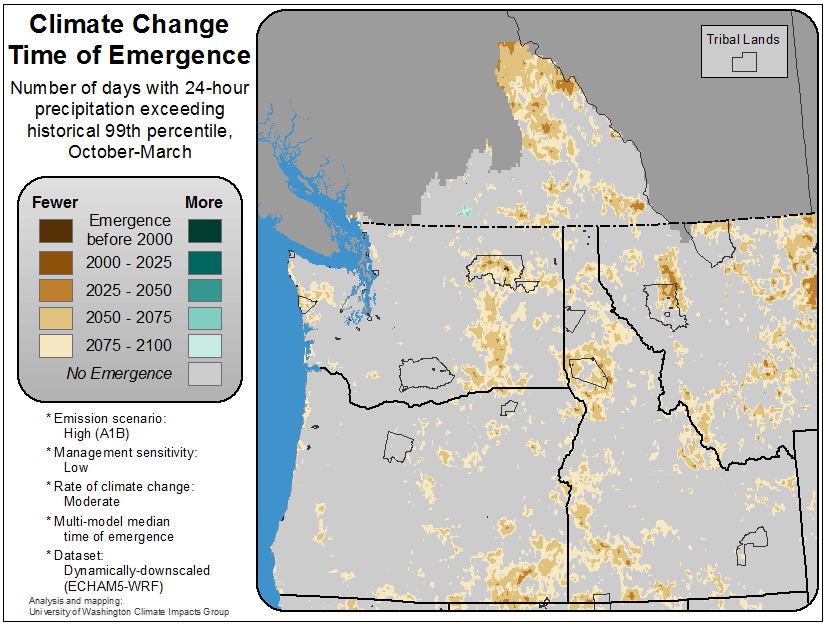 Climate Change
Time of Emergence
Number of days with 24-hour
precipitation exceeding
historical 99th percentile,
October-March
Fewer More
Emergence
before 2000
2000 - 2025
2025 - 2050
2050 - 2075
2075 - 2100
No Emergence
* Emission scenario:
High (A1B)
* Management sensitivity:
Low
* Rate of climate change:
Moderate
* Multi-model median
time of emergence
* Dataset:
Dynamically-downscaled
(ECHAM5-WRF)
Analysis and mapping:
University of Washington Climate Impacts Group
Tribal Lands